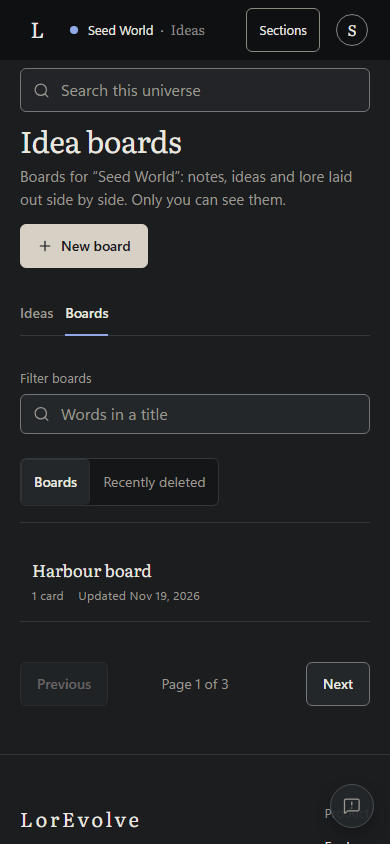 L
Seed World · Ideas
Sections
S
Search this universe
Idea boards
Boards for “Seed World”: notes, ideas and lore laid
out side by side. Only you can see them.
New board
Ideas
Boards
Filter boards
Words in a title
Boards
Recently deleted
Harbour board
1 card
Updated Nov 19, 2026
Previous
Page 1 of 3
Next
LorEvolve